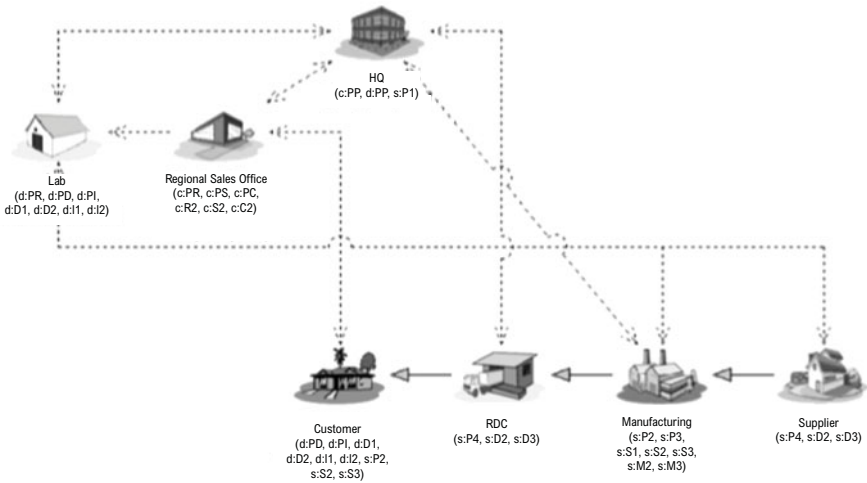 HQ
(c:PP, d:PP, s:P1)
Lab
(d:PR, d:PD, d:PI,
d:D1, d:D2, d:I1, d:I2)
Regional Sales Office
(c:PR, c:PS, c:PC,
c:R2, c:S2, c:C2)
Customer
(d:PD, d:PI, d:D1,
d:D2, d:I1, d:I2, s:P2,
s:S2, s:S3)
RDC
(s:P4, s:D2, s:D3)
Manufacturing
(s:P2, s:P3,
s:S1, s:S2, s:S3,
s:M2, s:M3)
Supplier
(s:P4, s:D2, s:D3)